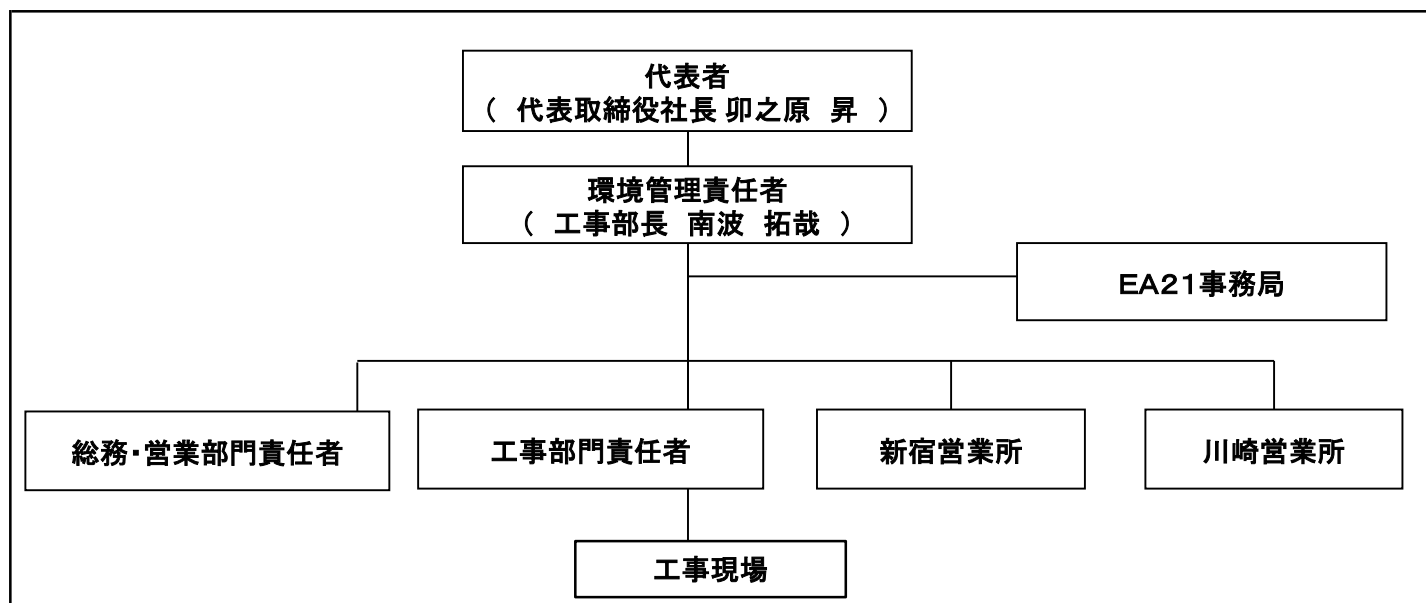 代表者
（　代表取締役社長 卯之原　昇　）
環境管理責任者
（　工事部長　南波　拓哉　）
ＥＡ２１事務局
総務・営業部門責任者
工事部門責任者
新宿営業所
川崎営業所
工事現場